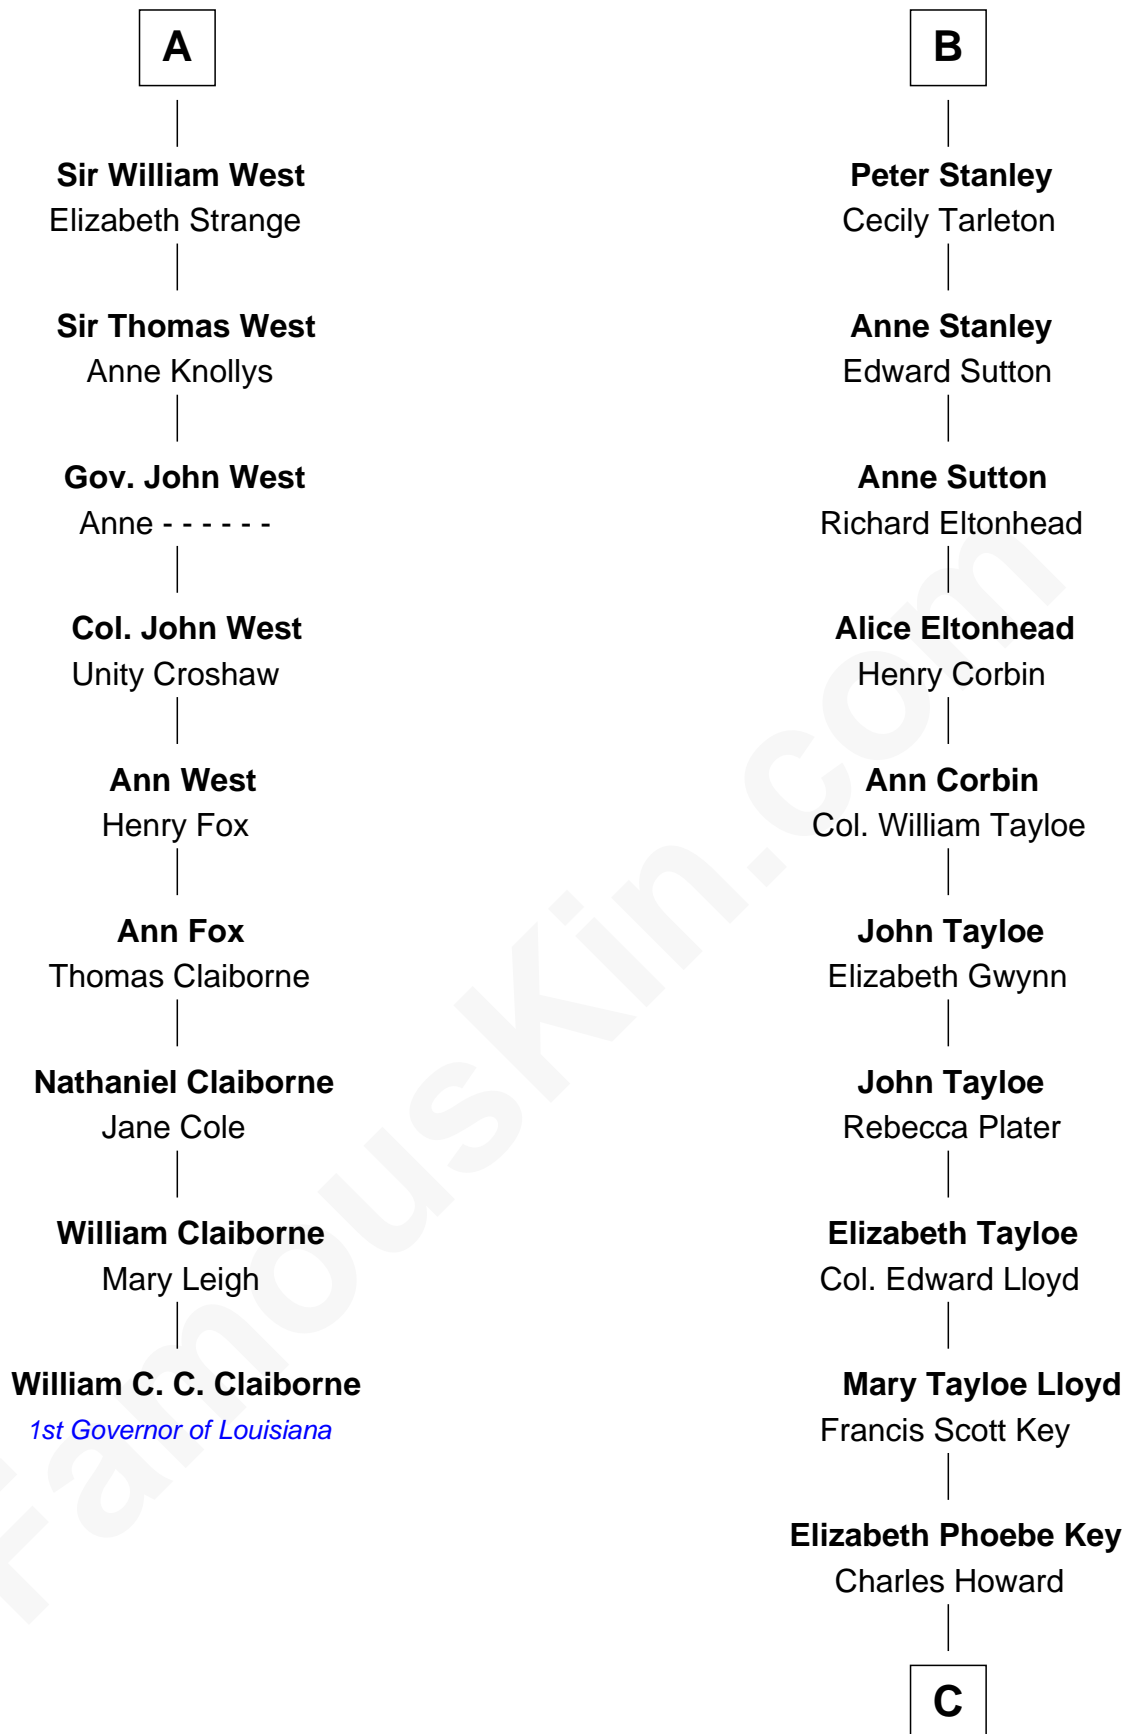 A
Sir William West
Elizabeth Strange
Sir Thomas West
Anne Knollys
Gov. John West
Anne - - - - - -
Col. John West
Unity Croshaw
Ann West
Henry Fox
Ann Fox
Thomas Claiborne
Nathaniel Claiborne
Jane Cole
William Claiborne
Mary Leigh
William C. C. Claiborne
1st Governor of Louisiana
B
Peter Stanley
Cecily Tarleton
Anne Stanley
Edward Sutton
Anne Sutton
Richard Eltonhead
Alice Eltonhead
Henry Corbin
Ann Corbin
Col. William Tayloe
John Tayloe
Elizabeth Gwynn
John Tayloe
Rebecca Plater
Elizabeth Tayloe
Col. Edward Lloyd
Mary Tayloe Lloyd
Francis Scott Key
Elizabeth Phoebe Key
Charles Howard
C
FamousKin.com